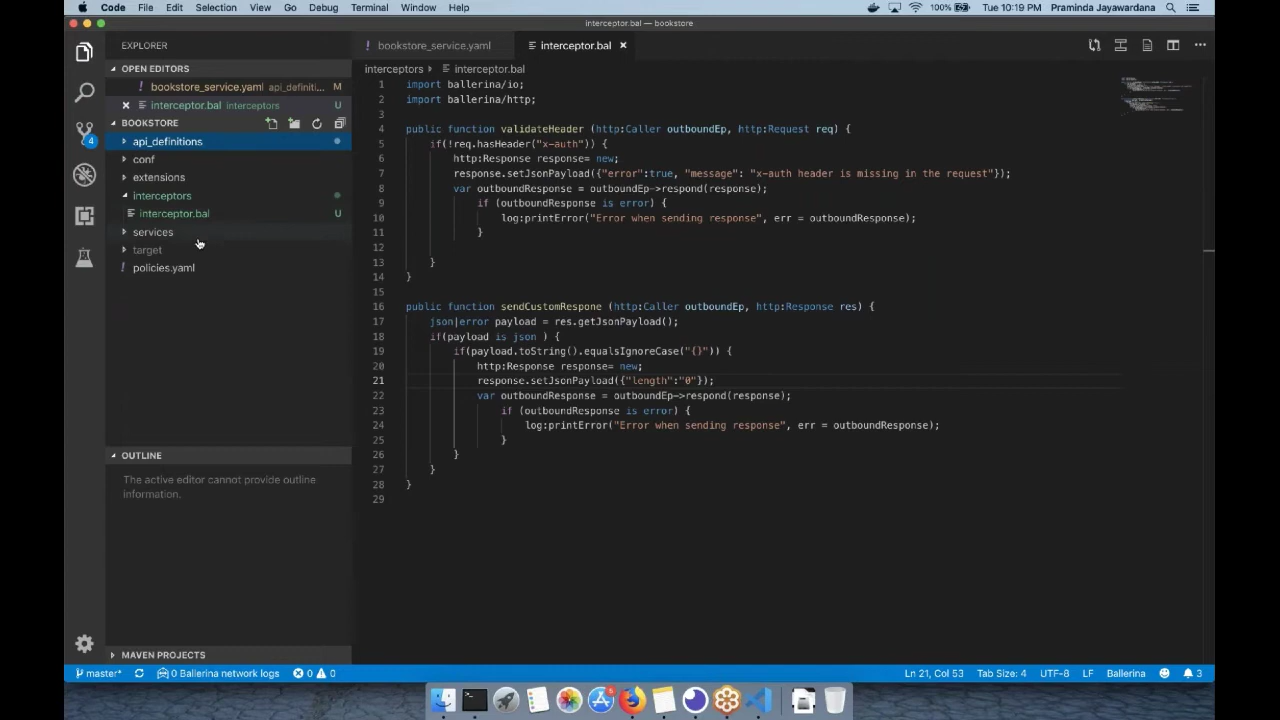 Code File Edit Selection View Go Debug Terminal Window Help 100% Tue 10:19 PM Praminda Jayawardana
interceptor.bal — bookstore
EXPLORER
OPEN EDITORS
! bookstore_service.yaml api_definiti... M
interceptor.bal interceptors U
BOOKSTORE
api_definitions
conf
extensions
interceptors
interceptor.bal U
services
target
! policies.yaml
OUTLINE
The active editor cannot provide outline
information.
MAVEN PROJECTS
! bookstore_service.yaml interceptor.bal
interceptors interceptor.bal
1 import ballerina/io;
2 import ballerina/http;
3
4 public function validateHeader (http:Caller outboundEp, http:Request req) {
5 if(!req.hasHeader("x-auth")) {
6 http:Response response= new;
7 response.setJsonPayload({"error":true, "message": "x-auth header is missing in the request"});
8 var outboundResponse = outboundEp->respond(response);
9 if (outboundResponse is error) {
10 log:printError("Error when sending response", err = outboundResponse);
11 }
12
13 }
14 }
15
16 public function sendCustomRespone (http:Caller outboundEp, http:Response res) {
17 json|error payload = res.getJsonPayload();
18 if(payload is json ) {
19 if(payload.toString().equalsIgnoreCase("{}")) {
20 http:Response response= new;
21 response.setJsonPayload({"length":"0"});
22 var outboundResponse = outboundEp->respond(response);
23 if (outboundResponse is error) {
24 log:printError("Error when sending response", err = outboundResponse);
25 }
26 }
27 }
28 }
29
4
master* 0 Ballerina network logs 0 0 Ln 21, Col 53 Tab Size: 4 UTF-8 LF Ballerina 3